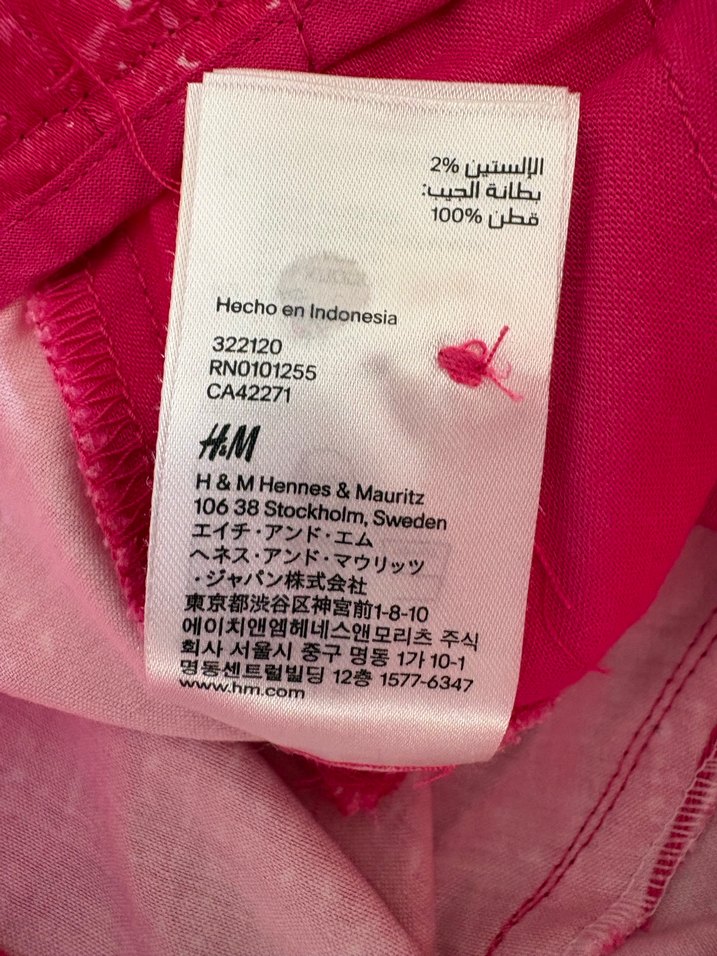 الإلستين 2%
بطانة الجيب:
قطن 100%
Hecho en Indonesia
322120
RN0101255
CA42271
H&M
H & M Hennes & Mauritz
106 38 Stockholm, Sweden
エイチ・アンド・エム
ヘネス・アンド・マウリッツ
・ジャパン株式会社
東京都渋谷区神宮前1-8-10
에이치앤엠헤네스앤모리츠 주식
회사 서울시 중구 명동 1가 10-1
명동센트럴빌딩 12층 1577-6347
www.hm.com